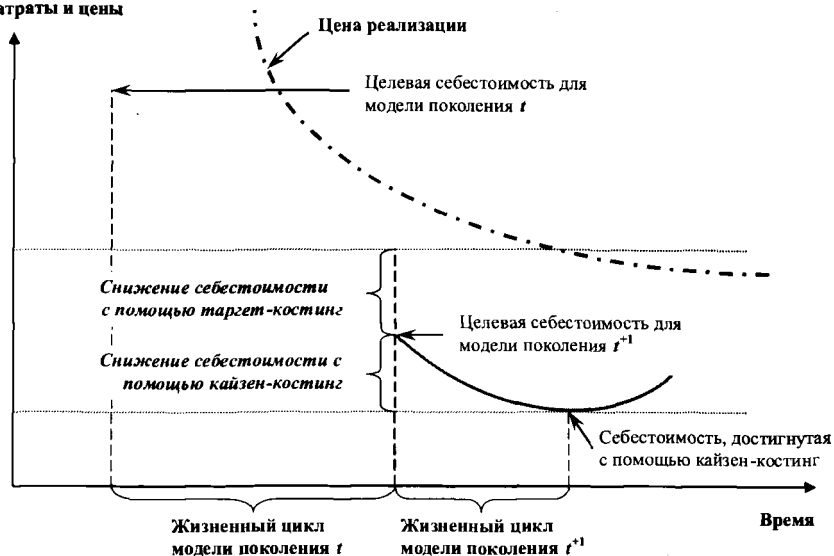 атраты и цены
Цена реализации
Целевая себестоимость для
модели поколения t
Снижение себестоимости
с помощью таргет-костинг
Целевая себестоимость для
модели поколения t+1
Снижение себестоимости с
помощью кайзен-костинг
Себестоимость, достигнутая
с помощью кайзен-костинг
Время
Жизненный цикл
модели поколения t
Жизненный цикл
модели поколения t+1